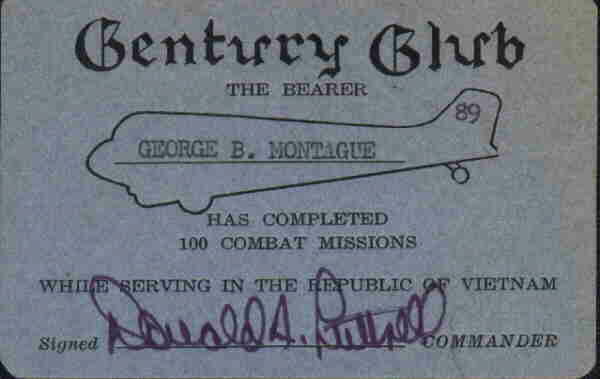 Century Club
THE BEARER
89
GEORGE B. MONTAGUE
HAS COMPLETED
100 COMBAT MISSIONS
WHILE SERVING IN THE REPUBLIC OF VIETNAM
Signed Donald A. COMMANDER